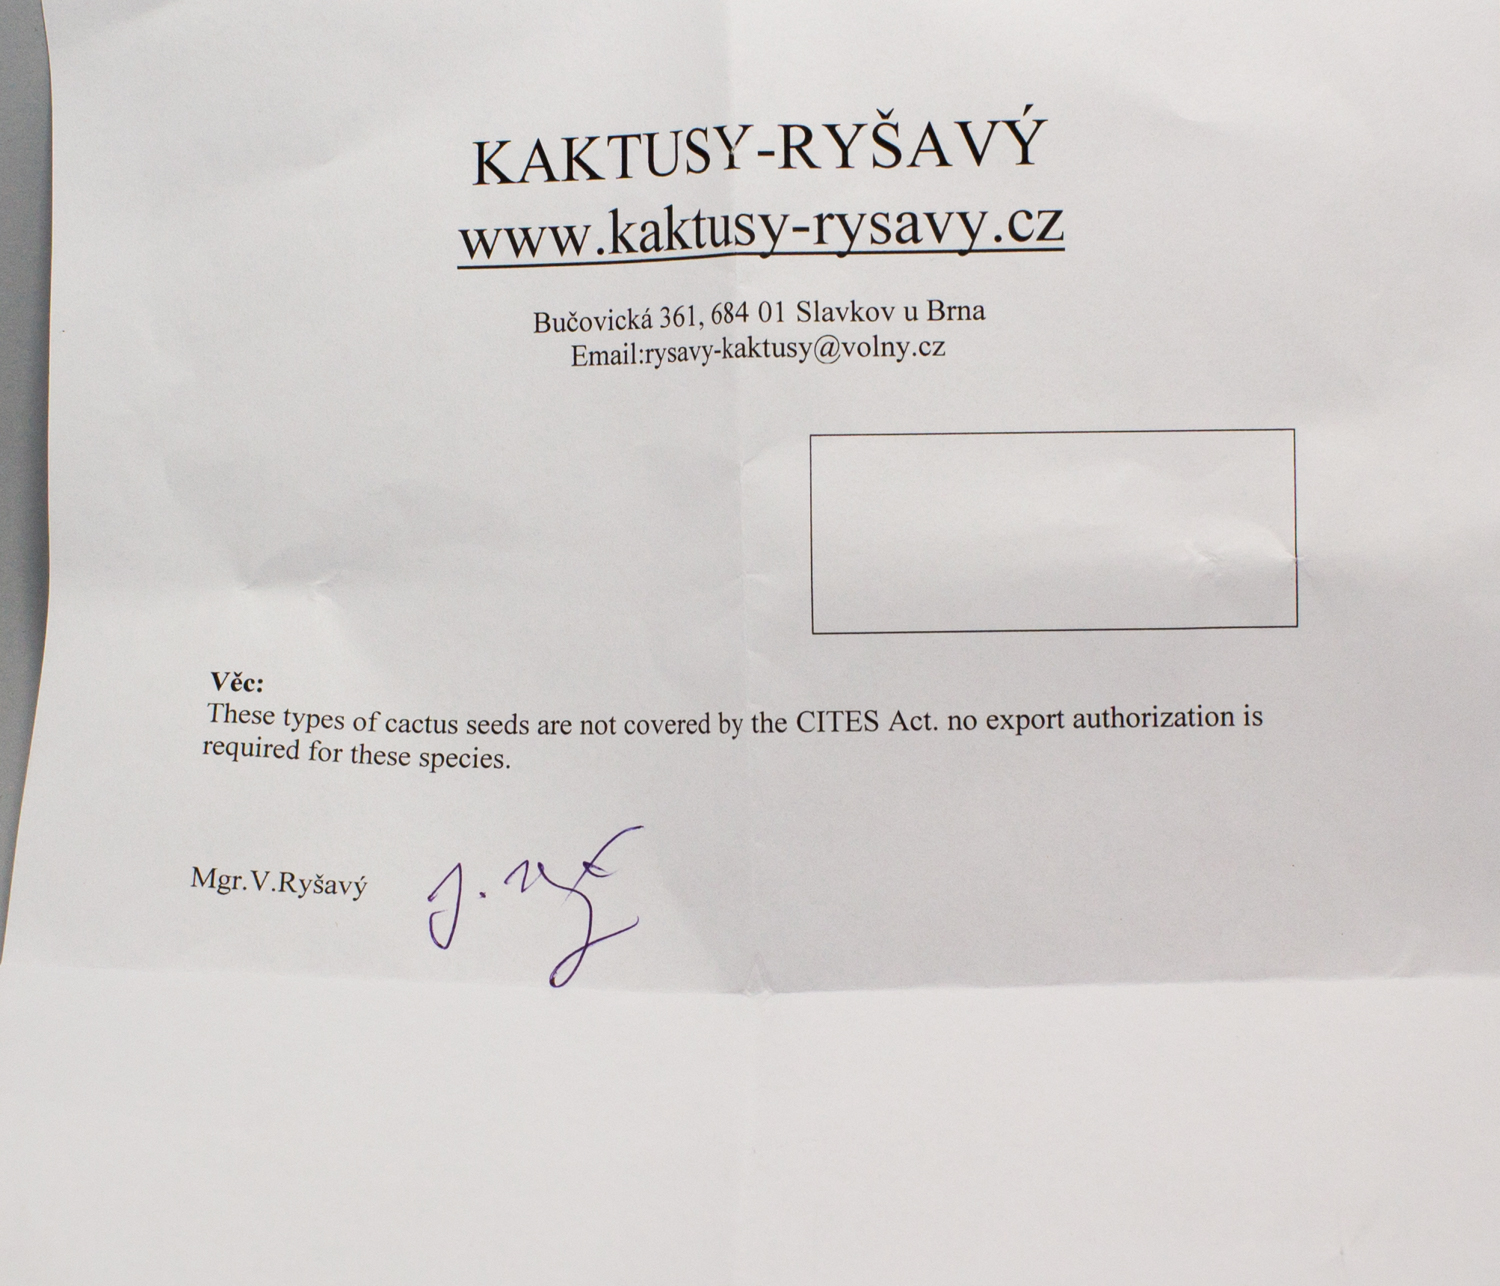 KAKTUSY-RYŠAVÝ
www.kaktusy-rysavy.cz
Bučovická 361, 684 01 Slavkov u Brna
Email:rysavy-kaktusy@volny.cz
Věc:
These types of cactus seeds are not covered by the CITES Act. no export authorization is
required for these species.
Mgr.V.Ryšavý